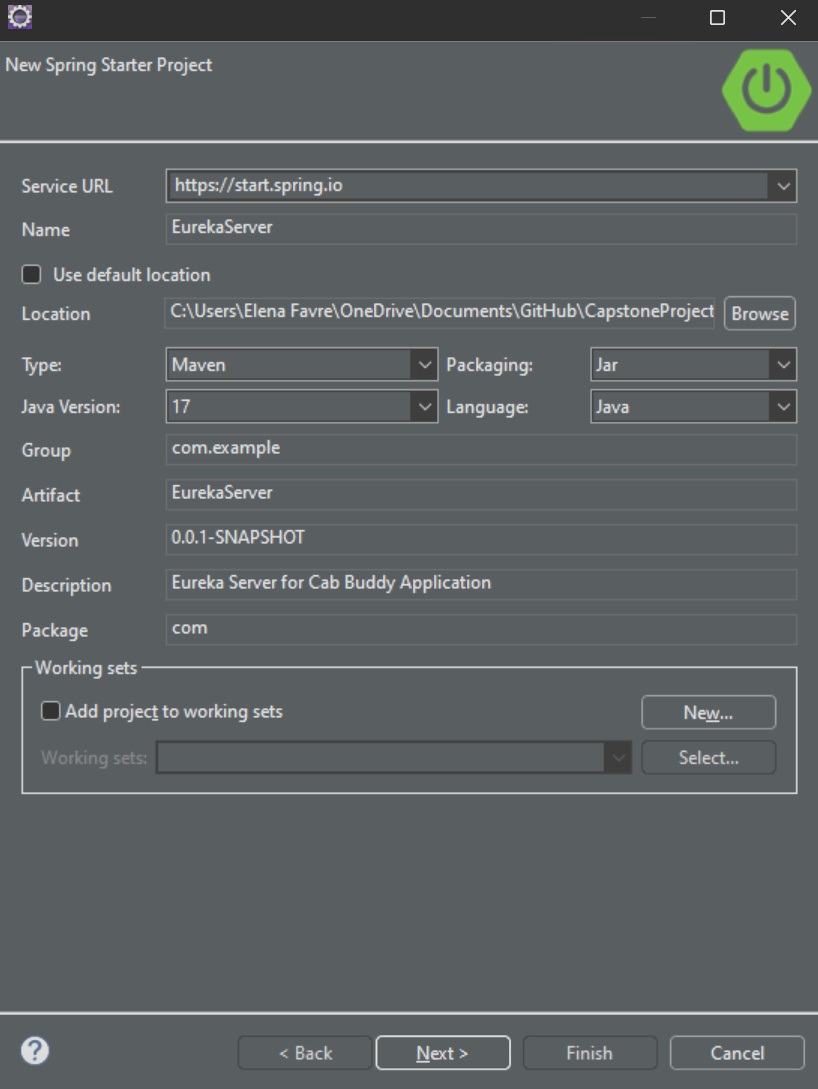 New Spring Starter Project
Service URL https://start.spring.io
Name EurekaServer
Use default location
Location C:\Users\Elena Favre\OneDrive\Documents\GitHub\CapstoneProject Browse
Type: Maven Packaging: Jar
Java Version: 17 Language: Java
Group com.example
Artifact EurekaServer
Version 0.0.1-SNAPSHOT
Description Eureka Server for Cab Buddy Application
Package com
Working sets
Add project to working sets New...
Working sets: Select...
? < Back Next > Finish Cancel